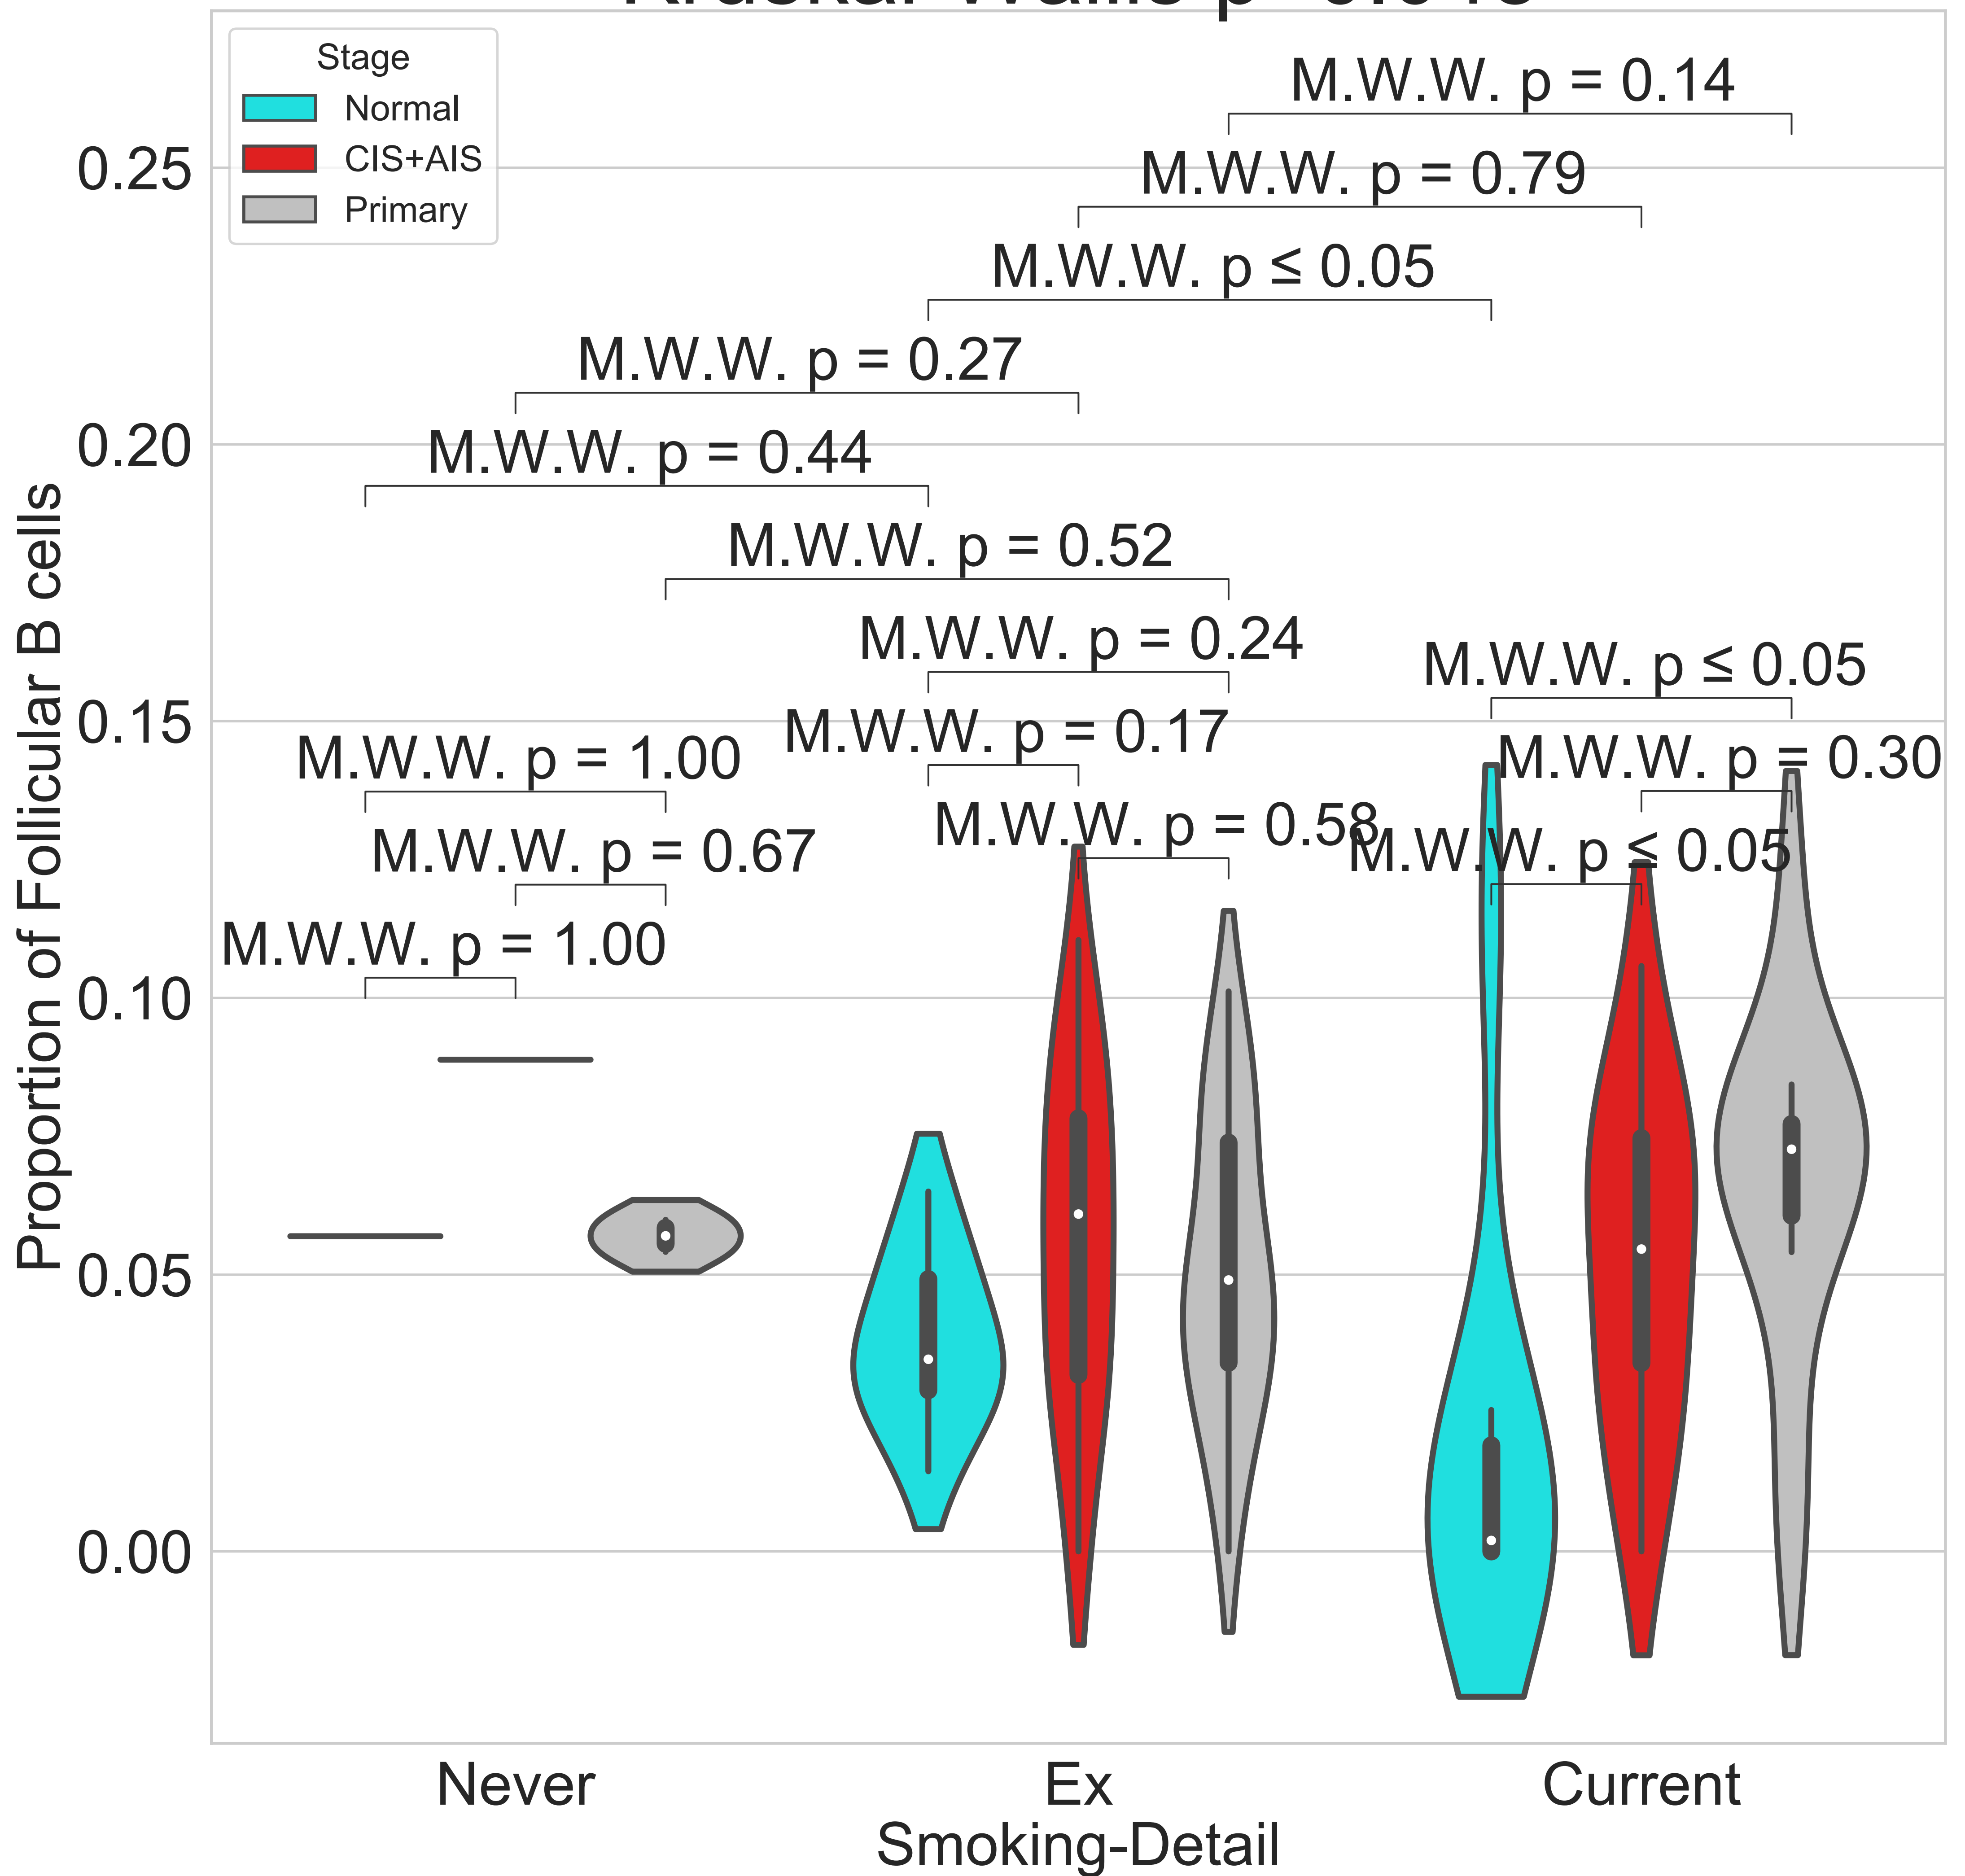 Stage
Normal
CIS+AIS
Primary
M.W.W. p = 0.14
M.W.W. p = 0.79
M.W.W. p ≤ 0.05
M.W.W. p = 0.27
M.W.W. p = 0.44
M.W.W. p = 0.52
M.W.W. p = 0.24
M.W.W. p ≤ 0.05
M.W.W. p = 0.17
M.W.W. p = 1.00
M.W.W. p = 0.30
M.W.W. p = 0.58
M.W.W. p = 0.67
M.W.W. p ≤ 0.05
M.W.W. p = 1.00
0.25
0.20
0.15
0.10
0.05
0.00
Proportion of Follicular B cells
Never
Ex
Current
Smoking-Detail